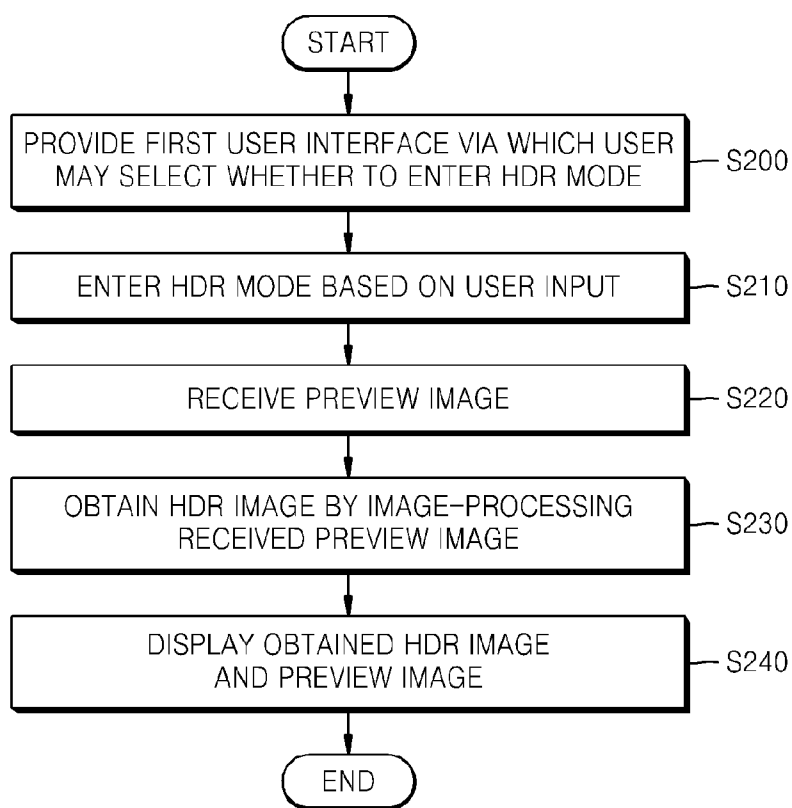 START
PROVIDE FIRST USER INTERFACE VIA WHICH USER
MAY SELECT WHETHER TO ENTER HDR MODE
S200
ENTER HDR MODE BASED ON USER INPUT
S210
RECEIVE PREVIEW IMAGE
S220
OBTAIN HDR IMAGE BY IMAGE-PROCESSING
RECEIVED PREVIEW IMAGE
S230
DISPLAY OBTAINED HDR IMAGE
AND PREVIEW IMAGE
S240
END